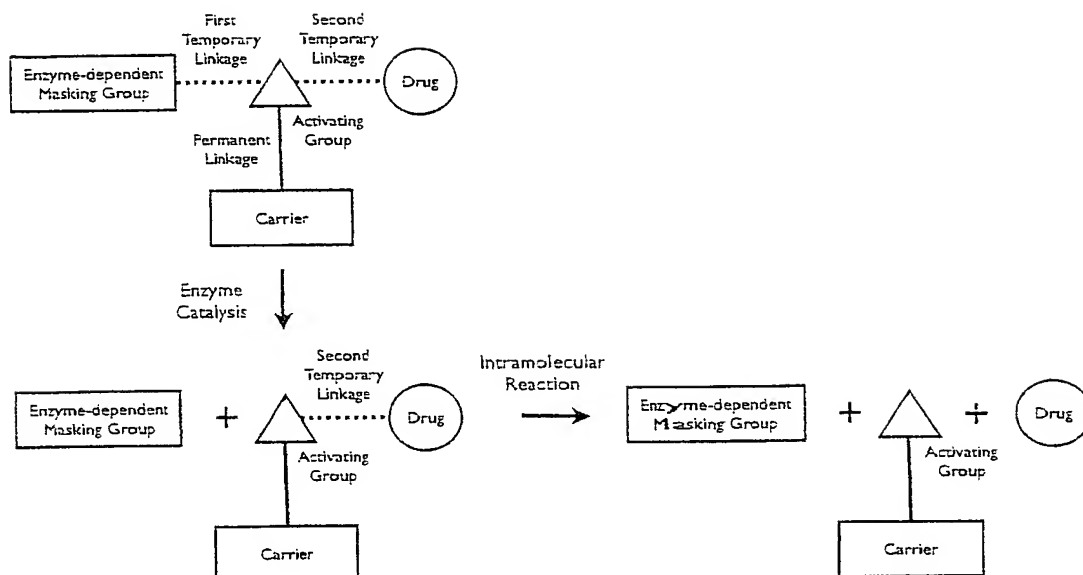 First
Temporary
Linkage
Second
Temporary
Linkage
Enzyme-dependent
Masking Group
Drug
Activating
Group
Permanent
Linkage
Carrier
Enzyme
Catalysis
Second
Temporary
Linkage
Intramolecular
Reaction
Enzyme-dependent
Masking Group
+
Drug
Activating
Group
Carrier
Enzyme-dependent
Masking Group
+
+
Drug
Activating
Group
Carrier